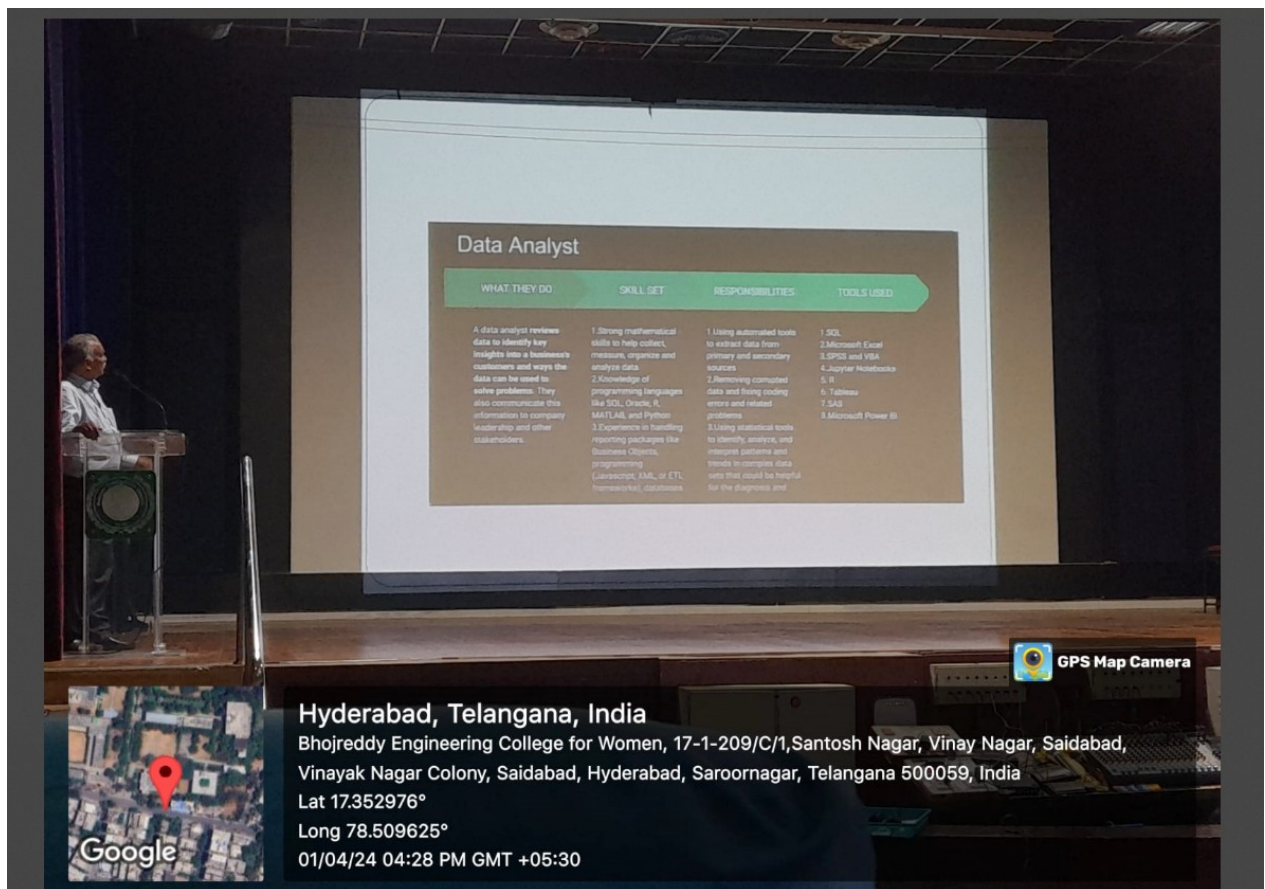 Data Analyst
WHAT THEY DO
A data analyst reviews
data to identify key
insights into a business's
customers and ways the
data can be used to
solve problems. They
also communicate this
information to company
leadership and other
stakeholders.
SKILL SET
1.Strong mathematical
skills to help collect,
measure, organize and
analyze data
2.Knowledge of
programming languages
like SQL, Oracle, R,
MATLAB, and Python
3.Experience in handling
reporting packages like
Business Objects,
programming
(Javascript, XML, or ETL
frameworks), databases
RESPONSIBILITIES
1.Using automated tools
to extract data from
primary and secondary
sources
2.Removing corrupted
data and fixing coding
errors and related
problems
3.Using statistical tools
to identify, analyze, and
interpret patterns and
trends in complex data
sets that could be helpful
for the diagnosis and
TOOLS USED
1.SQL
2.Microsoft Excel
3.SPSS and VBA
4.Jupyter Notebooks
5. R
6. Tableau
7.SAS
8.Microsoft Power BI
GPS Map Camera
Hyderabad, Telangana, India
Bhojreddy Engineering College for Women, 17-1-209/C/1,Santosh Nagar, Vinay Nagar, Saidabad,
Vinayak Nagar Colony, Saidabad, Hyderabad, Saroornagar, Telangana 500059, India
Lat 17.352976°
Long 78.509625°
01/04/24 04:28 PM GMT +05:30
Google